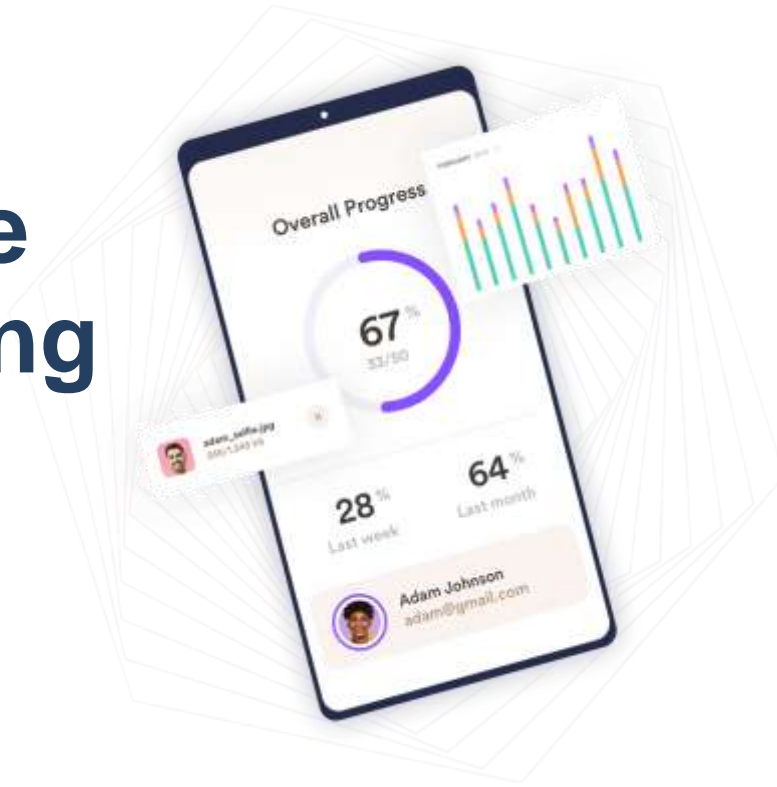 e
ng
FEBRUARY
Overall Progress
67%
33/50
adam_selfie.jpg
28%
Last week
64%
Last month
Adam Johnson
adam@gmail.com